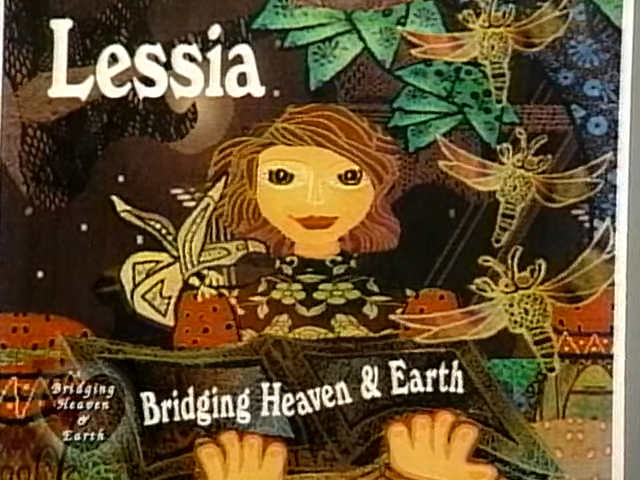 Lessia
Bridging Heaven & Earth
Bridging
Heaven
&
Earth